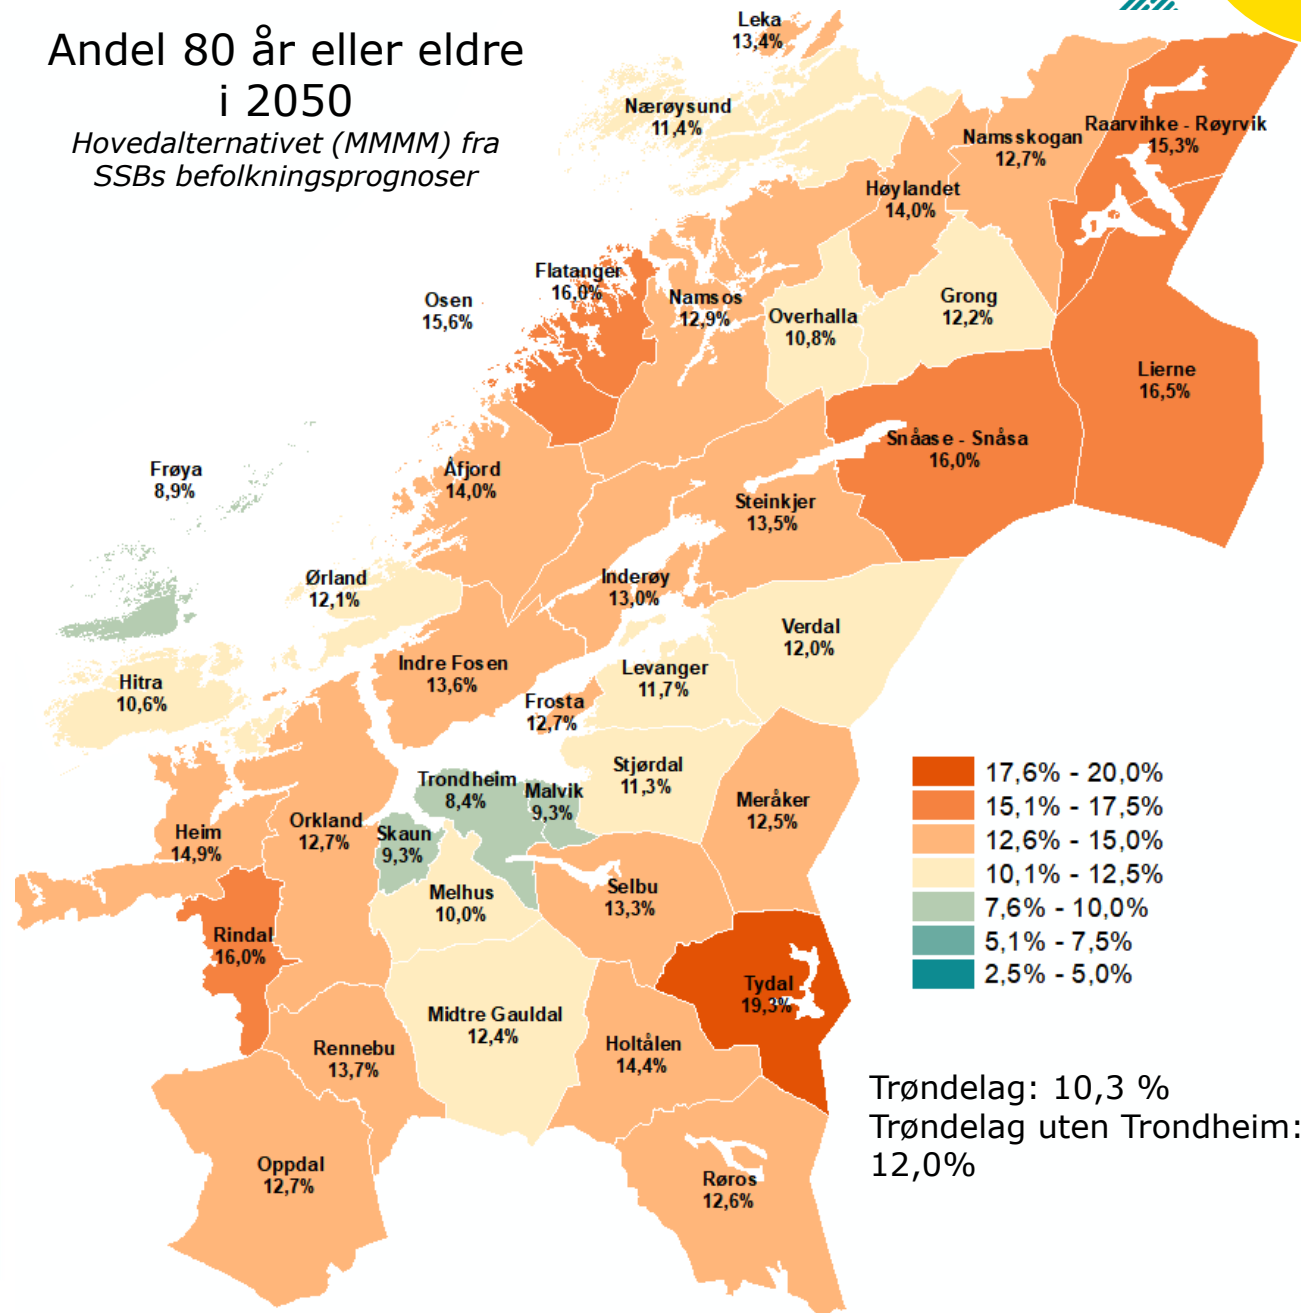 Andel 80 år eller eldre
i 2050
Hovedalternativet (MMMM) fra
SSBs befolkningsprognoser
Leka
13,4%
Nærøysund
11,4%
Namsskogan
12,7%
Raarvihke - Røyrvik
15,3%
Høylandet
14,0%
Flatanger
16,0%
Osen
15,6%
Namsos
12,9%
Overhalla
10,8%
Grong
12,2%
Lierne
16,5%
Snåase - Snåsa
16,0%
Frøya
8,9%
Åfjord
14,0%
Steinkjer
13,5%
Ørland
12,1%
Inderøy
13,0%
Verdal
12,0%
Hitra
10,6%
Indre Fosen
13,6%
Levanger
11,7%
Frosta
12,7%
Stjørdal
11,3%
Trondheim
8,4%
Malvik
9,3%
Meråker
12,5%
Heim
14,9%
Orkland
12,7%
Skaun
9,3%
Melhus
10,0%
Selbu
13,3%
Rindal
16,0%
Tydal
19,3%
Midtre Gauldal
12,4%
Rennebu
13,7%
Holtålen
14,4%
Oppdal
12,7%
Røros
12,6%
17,6% - 20,0%
15,1% - 17,5%
12,6% - 15,0%
10,1% - 12,5%
7,6% - 10,0%
5,1% - 7,5%
2,5% - 5,0%
Trøndelag: 10,3 %
Trøndelag uten Trondheim:
12,0%